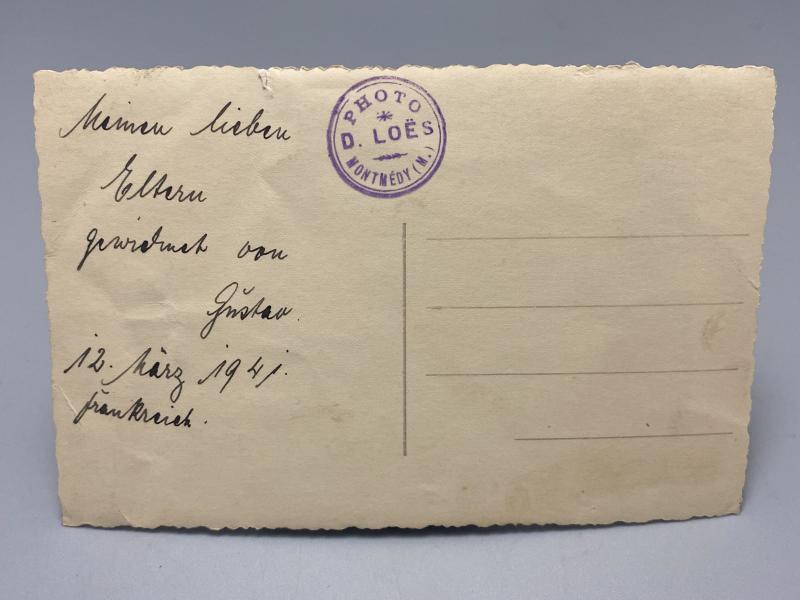 Meinen lieben
Eltern
gewidmet von
Gustav.
12. März 1941.
Frankreich.
PHOTO
*
D. LOËS
MONTMÉDY (M.)